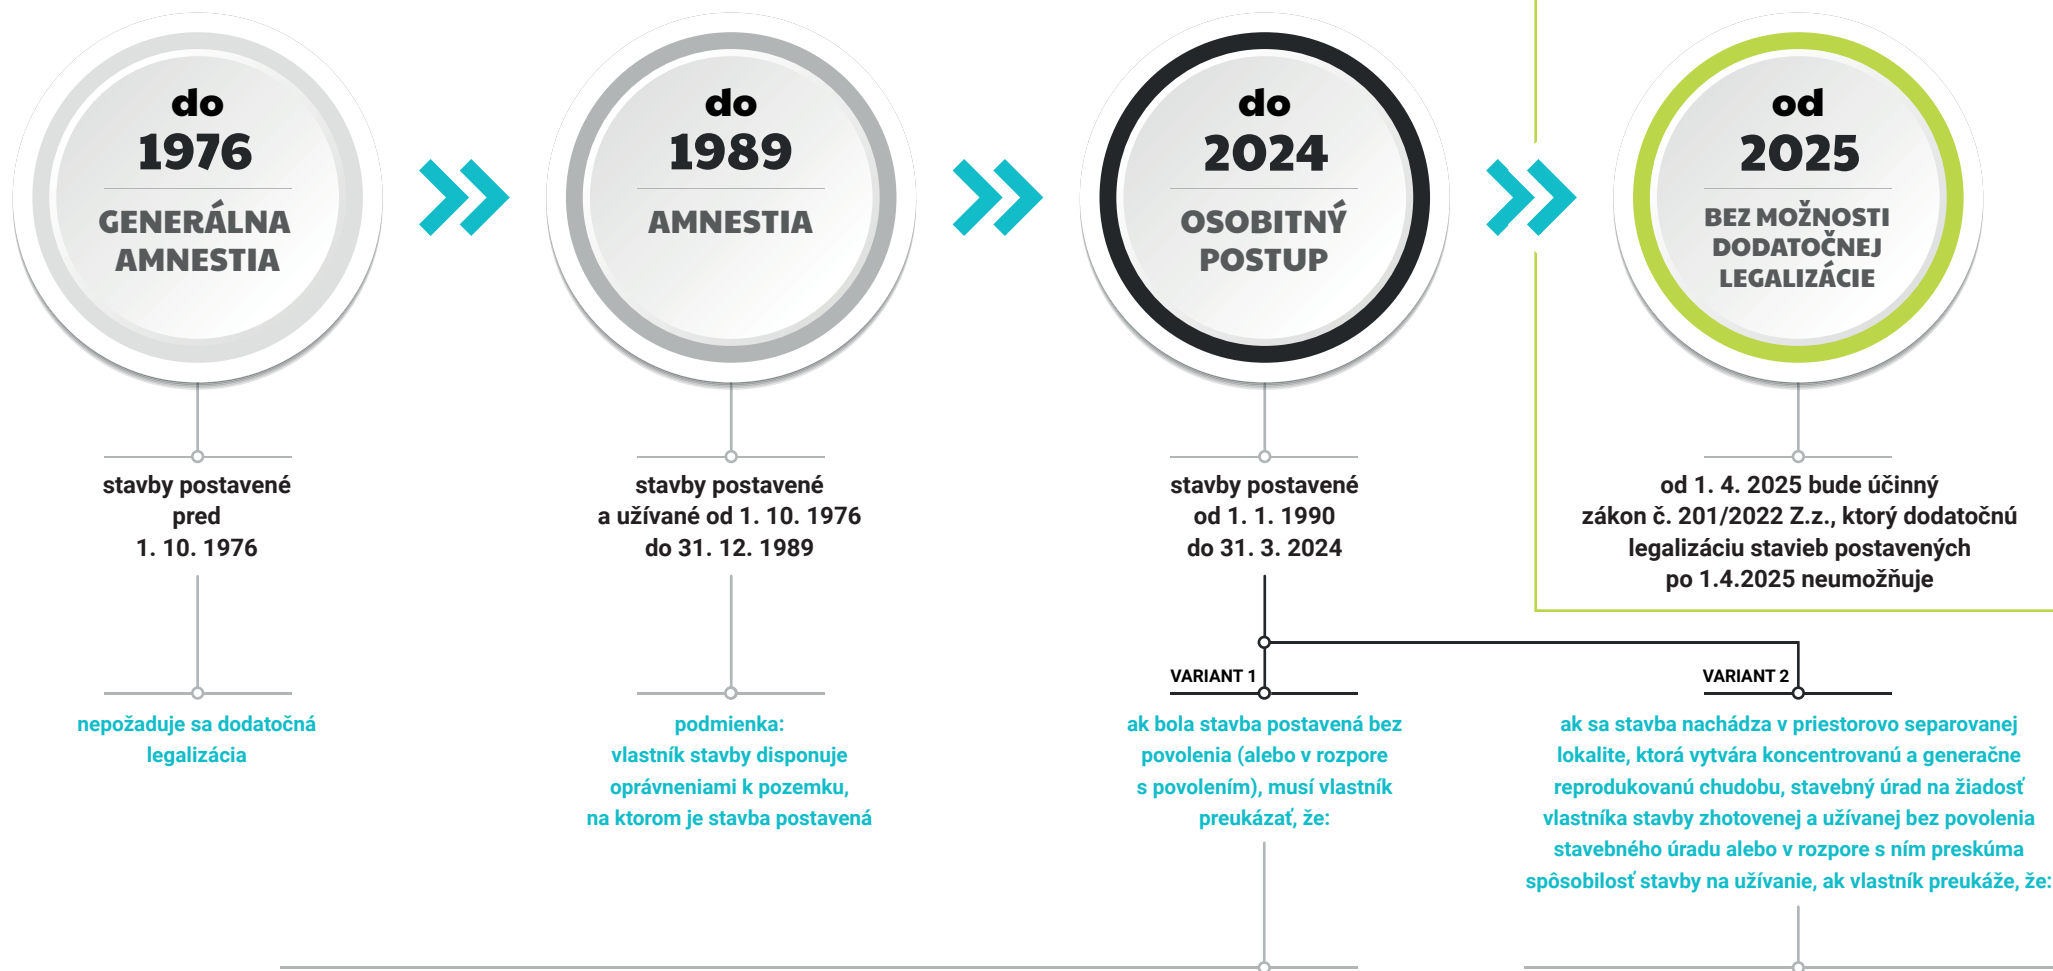 do
1976
GENERÁLNA
AMNESTIA
stavby postavené
pred
1. 10. 1976
nepožaduje sa dodatočná
legalizácia
do
1989
AMNESTIA
stavby postavené
a užívané od 1. 10. 1976
do 31. 12. 1989
podmienka:
vlastník stavby disponuje
oprávneniami k pozemku,
na ktorom je stavba postavená
do
2024
OSOBITNÝ
POSTUP
stavby postavené
od 1. 1. 1990
do 31. 3. 2024
VARIANT 1
ak bola stavba postavená bez
povolenia (alebo v rozpore
s povolením), musí vlastník
preukázať, že:
od
2025
BEZ MOŽNOSTI
DODATOČNEJ
LEGALIZÁCIE
od 1. 4. 2025 bude účinný
zákon č. 201/2022 Z.z., ktorý dodatočnú
legalizáciu stavieb postavených
po 1.4.2025 neumožňuje
VARIANT 2
ak sa stavba nachádza v priestorovo separovanej
lokalite, ktorá vytvára koncentrovanú a generačne
reprodukovanú chudobu, stavebný úrad na žiadosť
vlastníka stavby zhotovenej a užívanej bez povolenia
stavebného úradu alebo v rozpore s ním preskúma
spôsobilosť stavby na užívanie, ak vlastník preukáže, že: